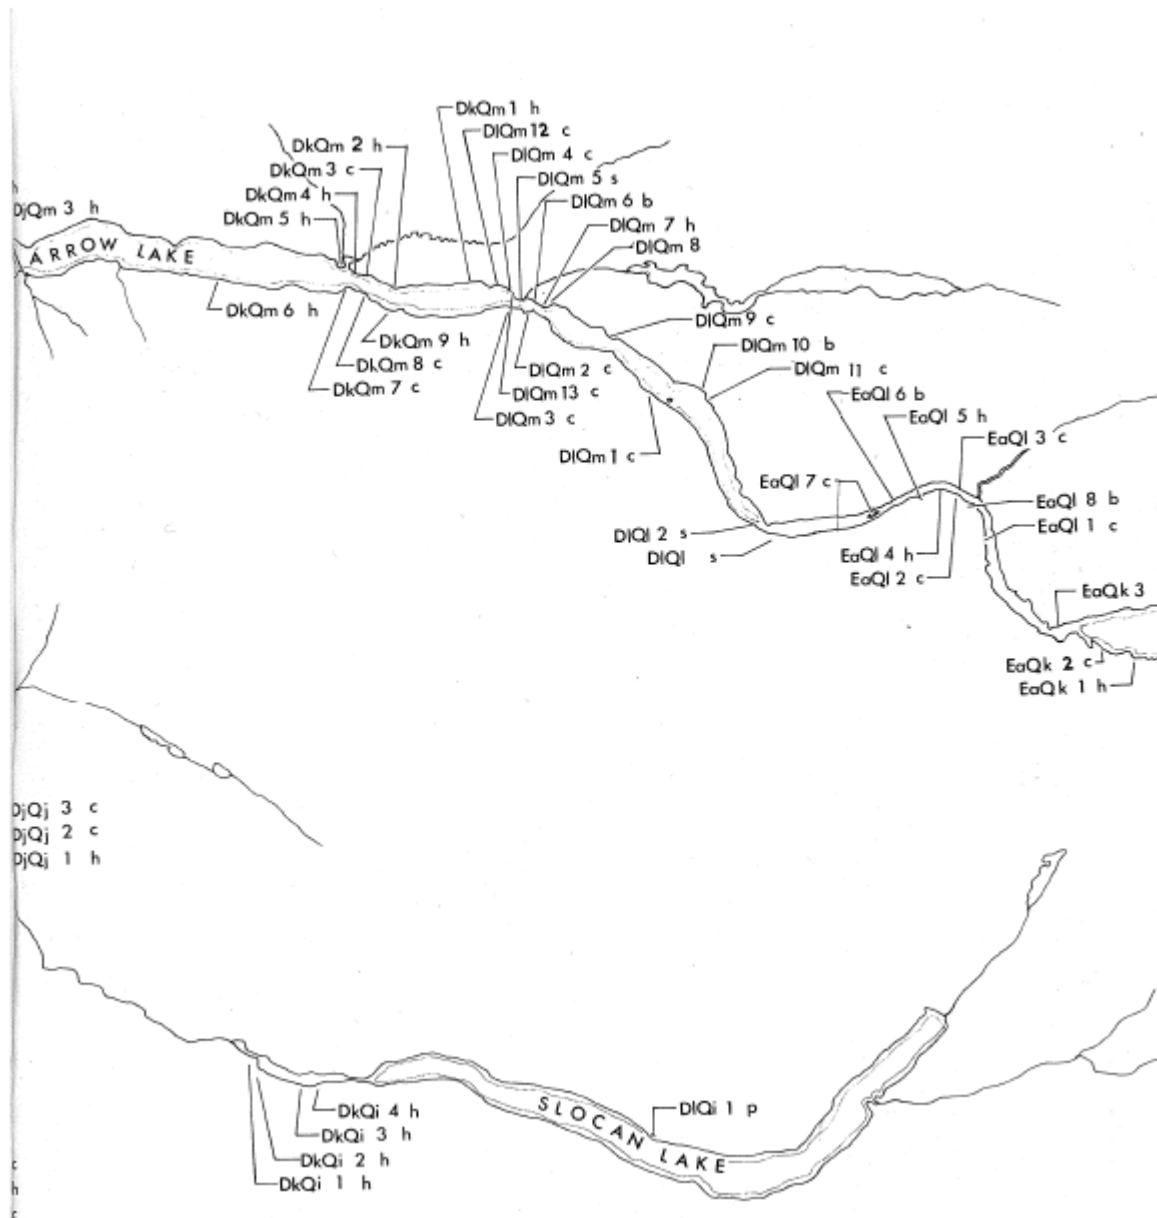 DkQm 1 h
DlQm 12 c
DkQm 2 h
DlQm 4 c
DkQm 3 c
DlQm 5 s
h
DkQm 4 h
DlQm 6 b
DjQm 3 h
DkQm 5 h
DlQm 7 h
DlQm 8
ARROW LAKE
DkQm 6 h
DlQm 9 c
DkQm 9 h
DlQm 10 b
DkQm 8 c
DlQm 2 c
DlQm 11 c
DkQm 7 c
DlQm 13 c
EaQl 6 b
DlQm 3 c
EaQl 5 h
EaQl 3 c
DlQm 1 c
EaQl 7 c
EaQl 8 b
EaQl 1 c
DlQl 2 s
DlQl s
EaQl 4 h
EaQl 2 c
EaQk 3
EaQk 2 c
EaQk 1 h
DjQj 3 c
DjQj 2 c
DjQj 1 h
SLOCAN LAKE
DlQi 1 p
DkQi 4 h
DkQi 3 h
DkQi 2 h
DkQi 1 h
c
h
c